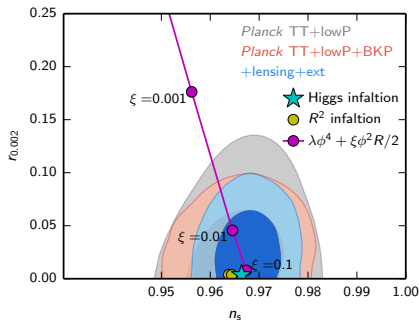 0.25
0.20
0.15
0.10
0.05
0.00
r0.002
0.95 0.96 0.97 0.98 0.99 1.00
ns
Planck TT+lowP
Planck TT+lowP+BKP
+lensing+ext
Higgs infaltion
R² infaltion
λϕ⁴ + ξϕ²R/2
ξ =0.001
ξ =0.01
ξ =0.1